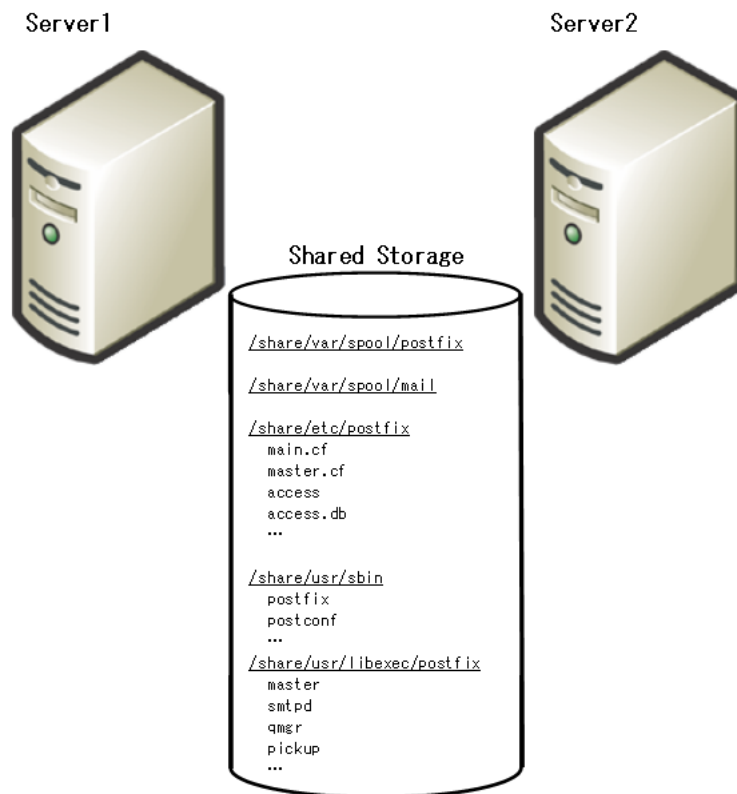 Server1
Server2
Shared Storage
/share/var/spool/postfix
/share/var/spool/mail
/share/etc/postfix
main.cf
master.cf
access
access.db
…
/share/usr/sbin
postfix
postconf
…
/share/usr/libexec/postfix
master
smtpd
qmgr
pickup
…